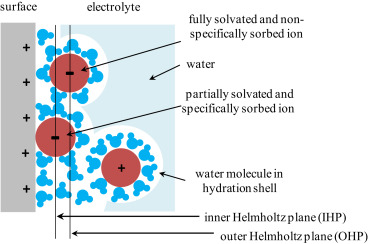 surface electrolyte
fully solvated and non-
specifically sorbed ion
water
partially solvated and
specifically sorbed ion
water molecule in
hydration shell
inner Helmholtz plane (IHP)
outer Helmholtz plane (OHP)
+
+
+
+
+
-
-
+